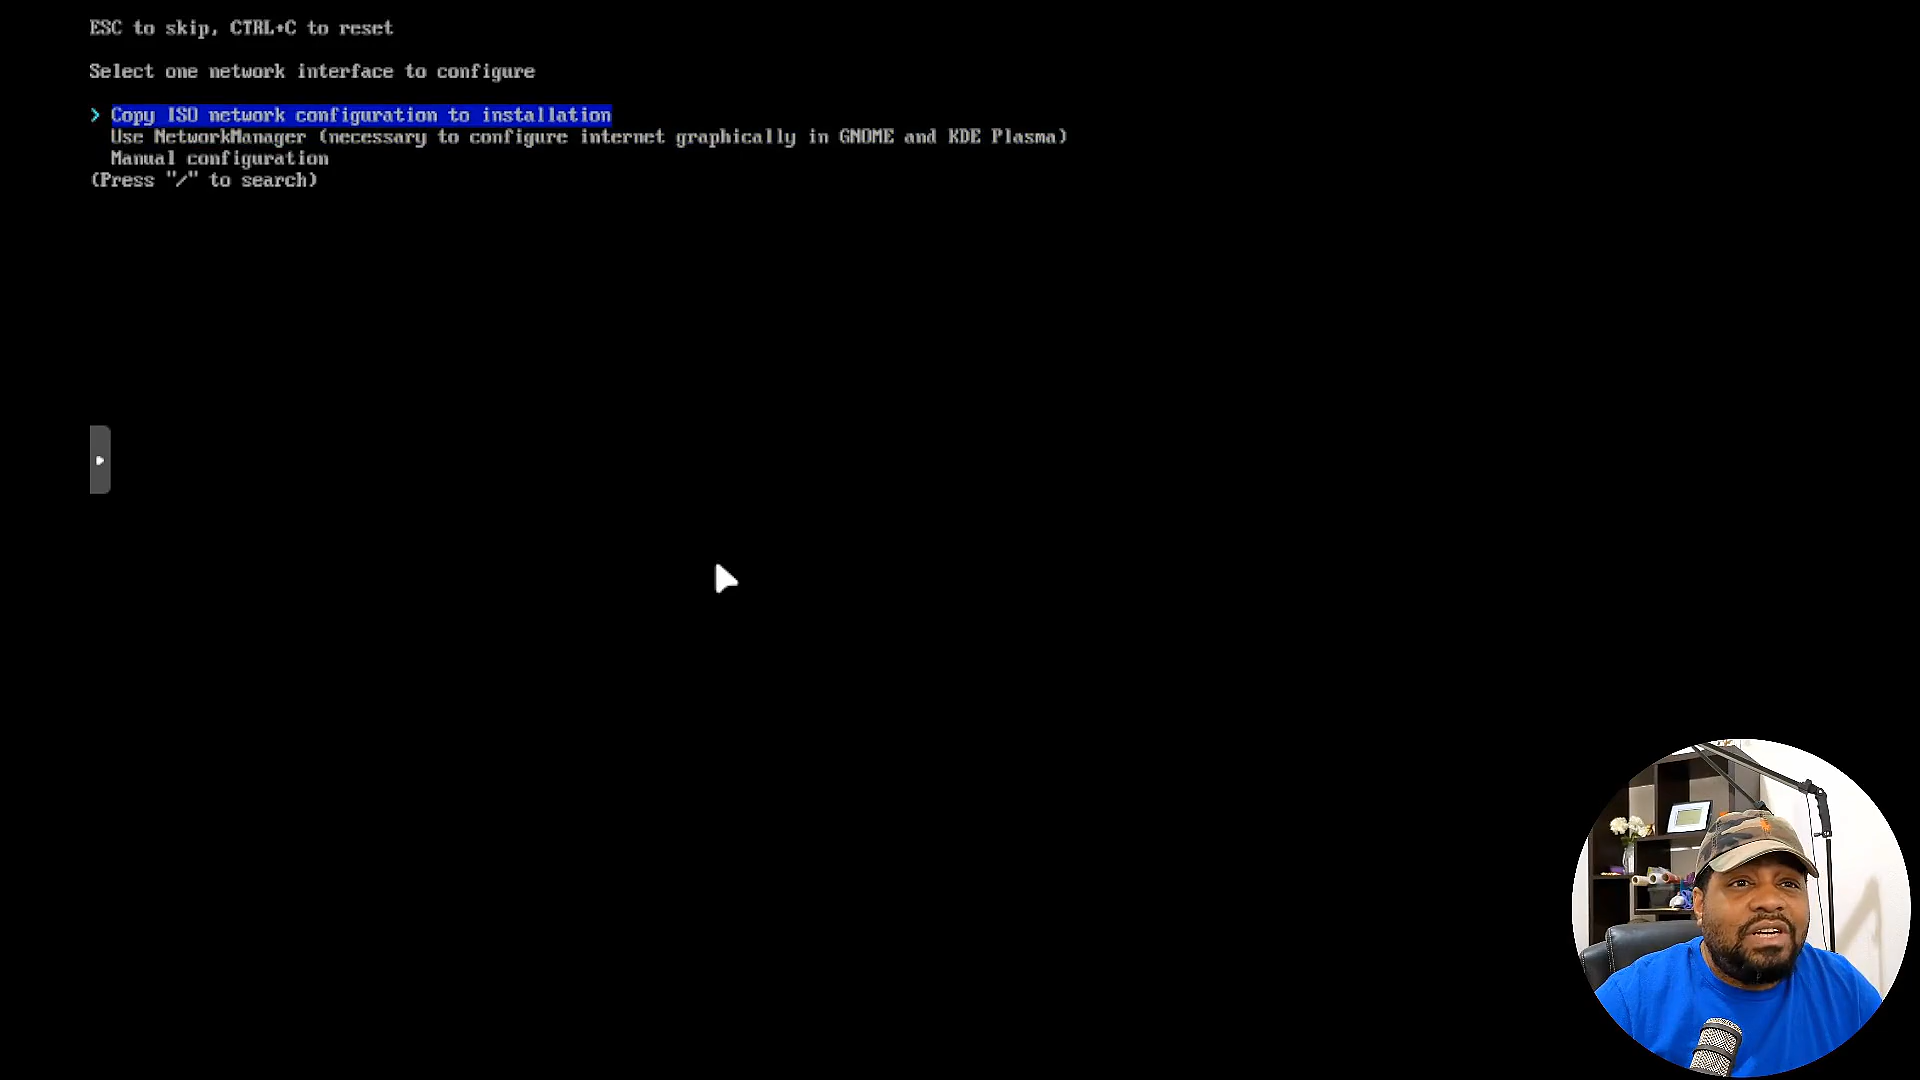 ESC to skip, CTRL+C to reset
Select one network interface to configure
> Copy ISO network configuration to installation
Use NetworkManager (necessary to configure internet graphically in GNOME and KDE Plasma)
Manual configuration
(Press "/" to search)